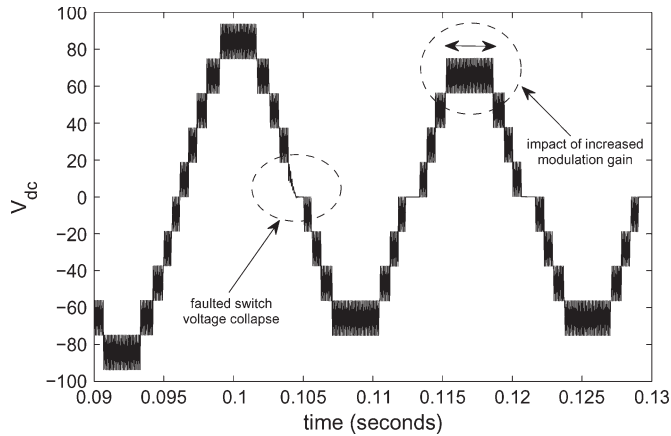 100
80
60
40
20
0
−20
−40
−60
−80
−100
V_dc
impact of increased
modulation gain
faulted switch
voltage collapse
0.09 0.095 0.1 0.105 0.11 0.115 0.12 0.125 0.13
time (seconds)